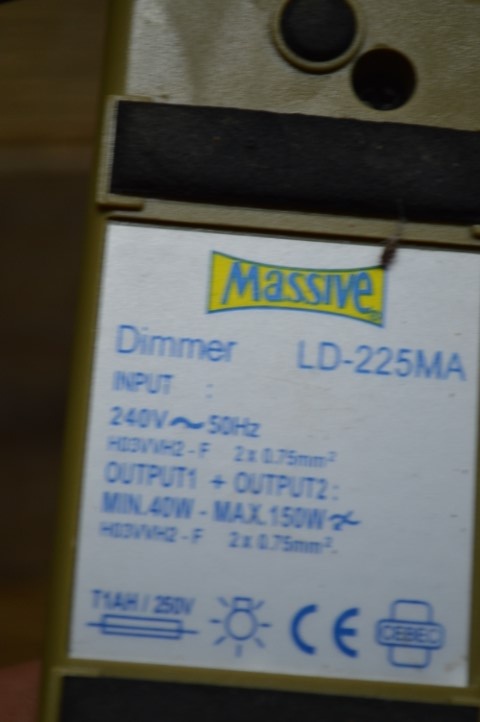 Massive
Dimmer LD-225MA
INPUT :
240V~50Hz
H03VVH2-F 2 x 0.75mm²
OUTPUT1 + OUTPUT2:
MIN.40W - MAX.150W
H03VVH2-F 2 x 0.75mm².
T1AH / 250V
CE
CEBEC